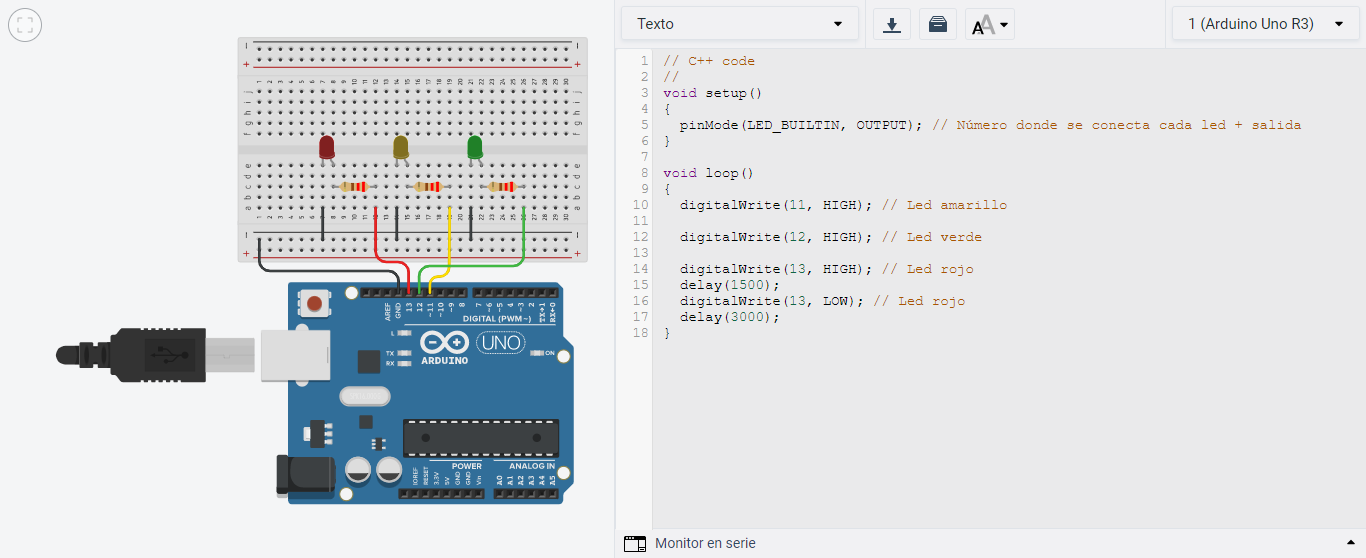 Texto
1 (Arduino Uno R3)
1 // C++ code
2 //
3 void setup()
4 {
5 pinMode(LED_BUILTIN, OUTPUT); // Número donde se conecta cada led + salida
6 }
7
8 void loop()
9 {
10 digitalWrite(11, HIGH); // Led amarillo
11
12 digitalWrite(12, HIGH); // Led verde
13
14 digitalWrite(13, HIGH); // Led rojo
15 delay(1500);
16 digitalWrite(13, LOW); // Led rojo
17 delay(3000);
18 }
Monitor en serie
AREF
GND
13
12
~11
~10
~9
8
7
~6
~5
4
~3
2
TX→1
RX←0
DIGITAL (PWM~)
L
TX
RX
UNO
ARDUINO
ON
POWER
ANALOG IN
IOREF
RESET
3.3V
5V
GND
GND
Vin
A0
A1
A2
A3
A4
A5